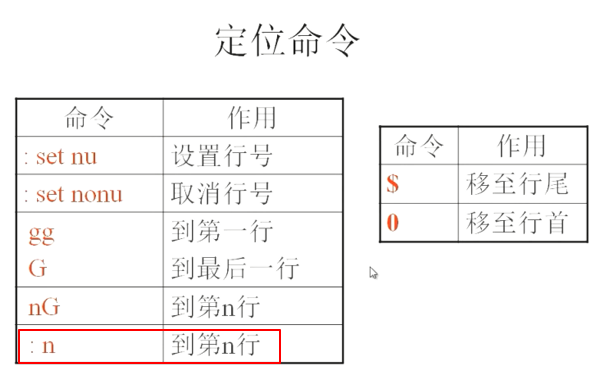 定位命令
命令 作用
: set nu 设置行号
: set nonu 取消行号
gg 到第一行
G 到最后一行
nG 到第n行
: n 到第n行
命令 作用
$ 移至行尾
0 移至行首